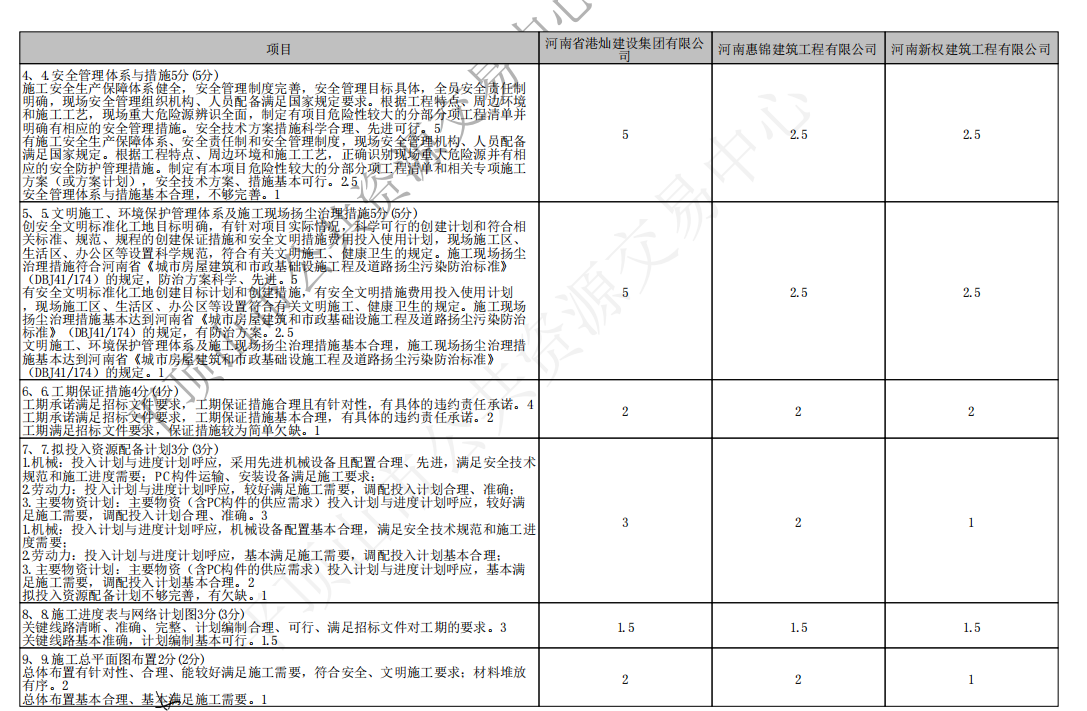 项目
河南省港灿建设集团有限公
司
河南惠锦建筑工程有限公司
河南新权建筑工程有限公司
4、4.安全管理体系与措施5分(5分)
施工安全生产保障体系健全，安全管理制度完善，安全管理目标具体，全员安全责任制
明确，现场安全管理组织机构、人员配备满足国家规定要求。根据工程特点、周边环境
和施工工艺，现场重大危险源辨识全面，制定有项目危险性较大的分部分项工程清单并
明确有相应的安全管理措施。安全技术方案措施科学合理、先进可行。5
有施工安全生产保障体系、安全责任制和安全管理制度，现场安全管理机构、人员配备
满足国家规定。根据工程特点、周边环境和施工工艺，正确识别现场重大危险源并有相
应的安全防护管理措施。制定有本项目危险性较大的分部分项工程清单和相关专项施工
方案（或方案计划），安全技术方案、措施基本可行。2.5
安全管理体系与措施基本合理，不够完善。1
5
2.5
2.5
5、5.文明施工、环境保护管理体系及施工现场扬尘治理措施5分(5分)
创安全文明标准化工地目标明确，有针对项目实际情况，科学可行的创建计划和符合相
关标准、规范、规程的创建保证措施和安全文明措施费用投入使用计划，现场施工区、
生活区、办公区等设置科学规范，符合有关文明施工、健康卫生的规定。施工现场扬尘
治理措施符合河南省《城市房屋建筑和市政基础设施工程及道路扬尘污染防治标准》
（DBJ41/174）的规定，防治方案科学、先进。5
有安全文明标准化工地创建目标计划和创建措施，有安全文明措施费用投入使用计划
，现场施工区、生活区、办公区等设置符合有关文明施工、健康卫生的规定。施工现场
扬尘治理措施基本达到河南省《城市房屋建筑和市政基础设施工程及道路扬尘污染防治
标准》（DBJ41/174）的规定，有防治方案。2.5
文明施工、环境保护管理体系及施工现场扬尘治理措施基本合理，施工现场扬尘治理措
施基本达到河南省《城市房屋建筑和市政基础设施工程及道路扬尘污染防治标准》
（DBJ41/174）的规定。1
5
2.5
2.5
6、6.工期保证措施4分(4分)
工期承诺满足招标文件要求，工期保证措施合理且有针对性，有具体的违约责任承诺。4
工期承诺满足招标文件要求，工期保证措施基本合理，有具体的违约责任承诺。2
工期满足招标文件要求，保证措施较为简单欠缺。1
2
2
2
7、7.拟投入资源配备计划3分(3分)
1.机械：投入计划与进度计划呼应，采用先进机械设备且配置合理、先进，满足安全技术
规范和施工进度需要；PC构件运输、安装设备满足施工要求；
2.劳动力：投入计划与进度计划呼应，较好满足施工需要，调配投入计划合理、准确；
3.主要物资计划：主要物资（含PC构件的供应需求）投入计划与进度计划呼应，较好满
足施工需要，调配投入计划合理、准确。3
1.机械：投入计划与进度计划呼应，机械设备配置基本合理，满足安全技术规范和施工进
度需要；
2.劳动力：投入计划与进度计划呼应，基本满足施工需要，调配投入计划基本合理；
3.主要物资计划：主要物资（含PC构件的供应需求）投入计划与进度计划呼应，基本满
足施工需要，调配投入计划基本合理。2
拟投入资源配备计划不够完善，有欠缺。1
3
2
1
8、8.施工进度表与网络计划图3分(3分)
关键线路清晰、准确、完整、计划编制合理、可行、满足招标文件对工期的要求。3
关键线路基本准确，计划编制基本可行。1.5
1.5
1.5
1.5
9、9.施工总平面图布置2分(2分)
总体布置有针对性、合理、能较好满足施工需要，符合安全、文明施工要求；材料堆放
有序。2
总体布置基本合理、基本满足施工需要。1
2
2
1
平顶山市公共资源交易中心
平顶山市公共资源交易中心